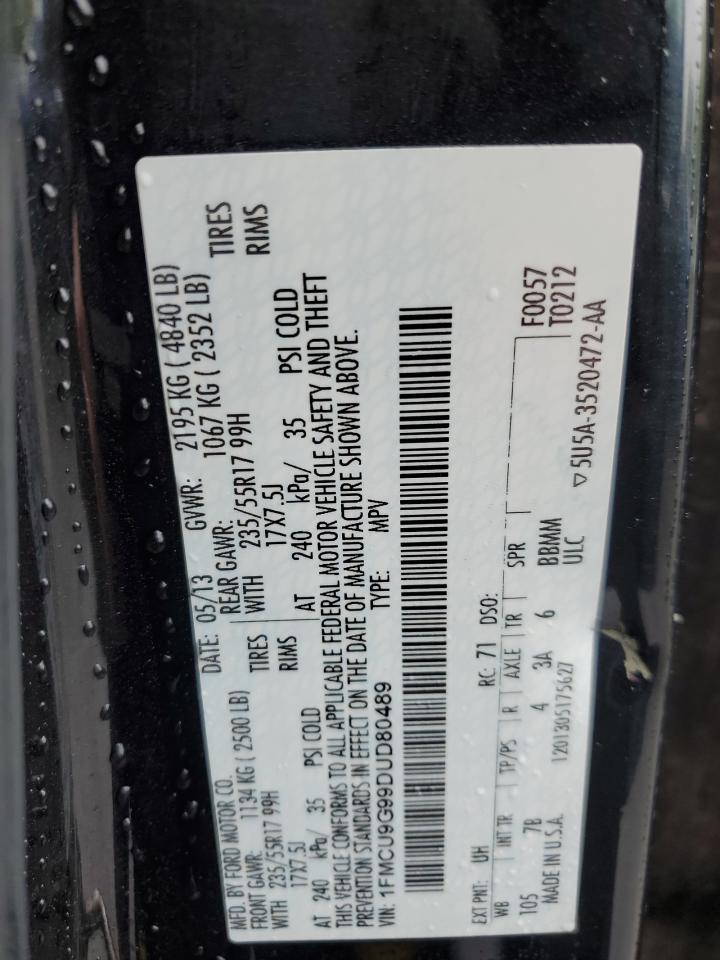 MFD. BY FORD MOTOR CO. DATE: 05/13 GVWR: 2195 KG ( 4840 LB)
FRONT GAWR: 1134 KG ( 2500 LB) REAR GAWR: 1067 KG ( 2352 LB)
WITH 235/55R17 99H TIRES WITH 235/55R17 99H TIRES
17X7.5J RIMS 17X7.5J RIMS
AT 240 kPa/ 35 PSI COLD AT 240 kPa/ 35 PSI COLD
THIS VEHICLE CONFORMS TO ALL APPLICABLE FEDERAL MOTOR VEHICLE SAFETY AND THEFT
PREVENTION STANDARDS IN EFFECT ON THE DATE OF MANUFACTURE SHOWN ABOVE.
VIN: 1FMCU9G99DUD80489 TYPE: MPV
EXT PNT: UH RC: 71 DSO:
WB INT TR TP/PS R AXLE TR SPR F0057
105 7B 4 3A 6 BBMM T0212
MADE IN U.S.A. 1201305175627 ULC ▽5U5A-3520472-AA